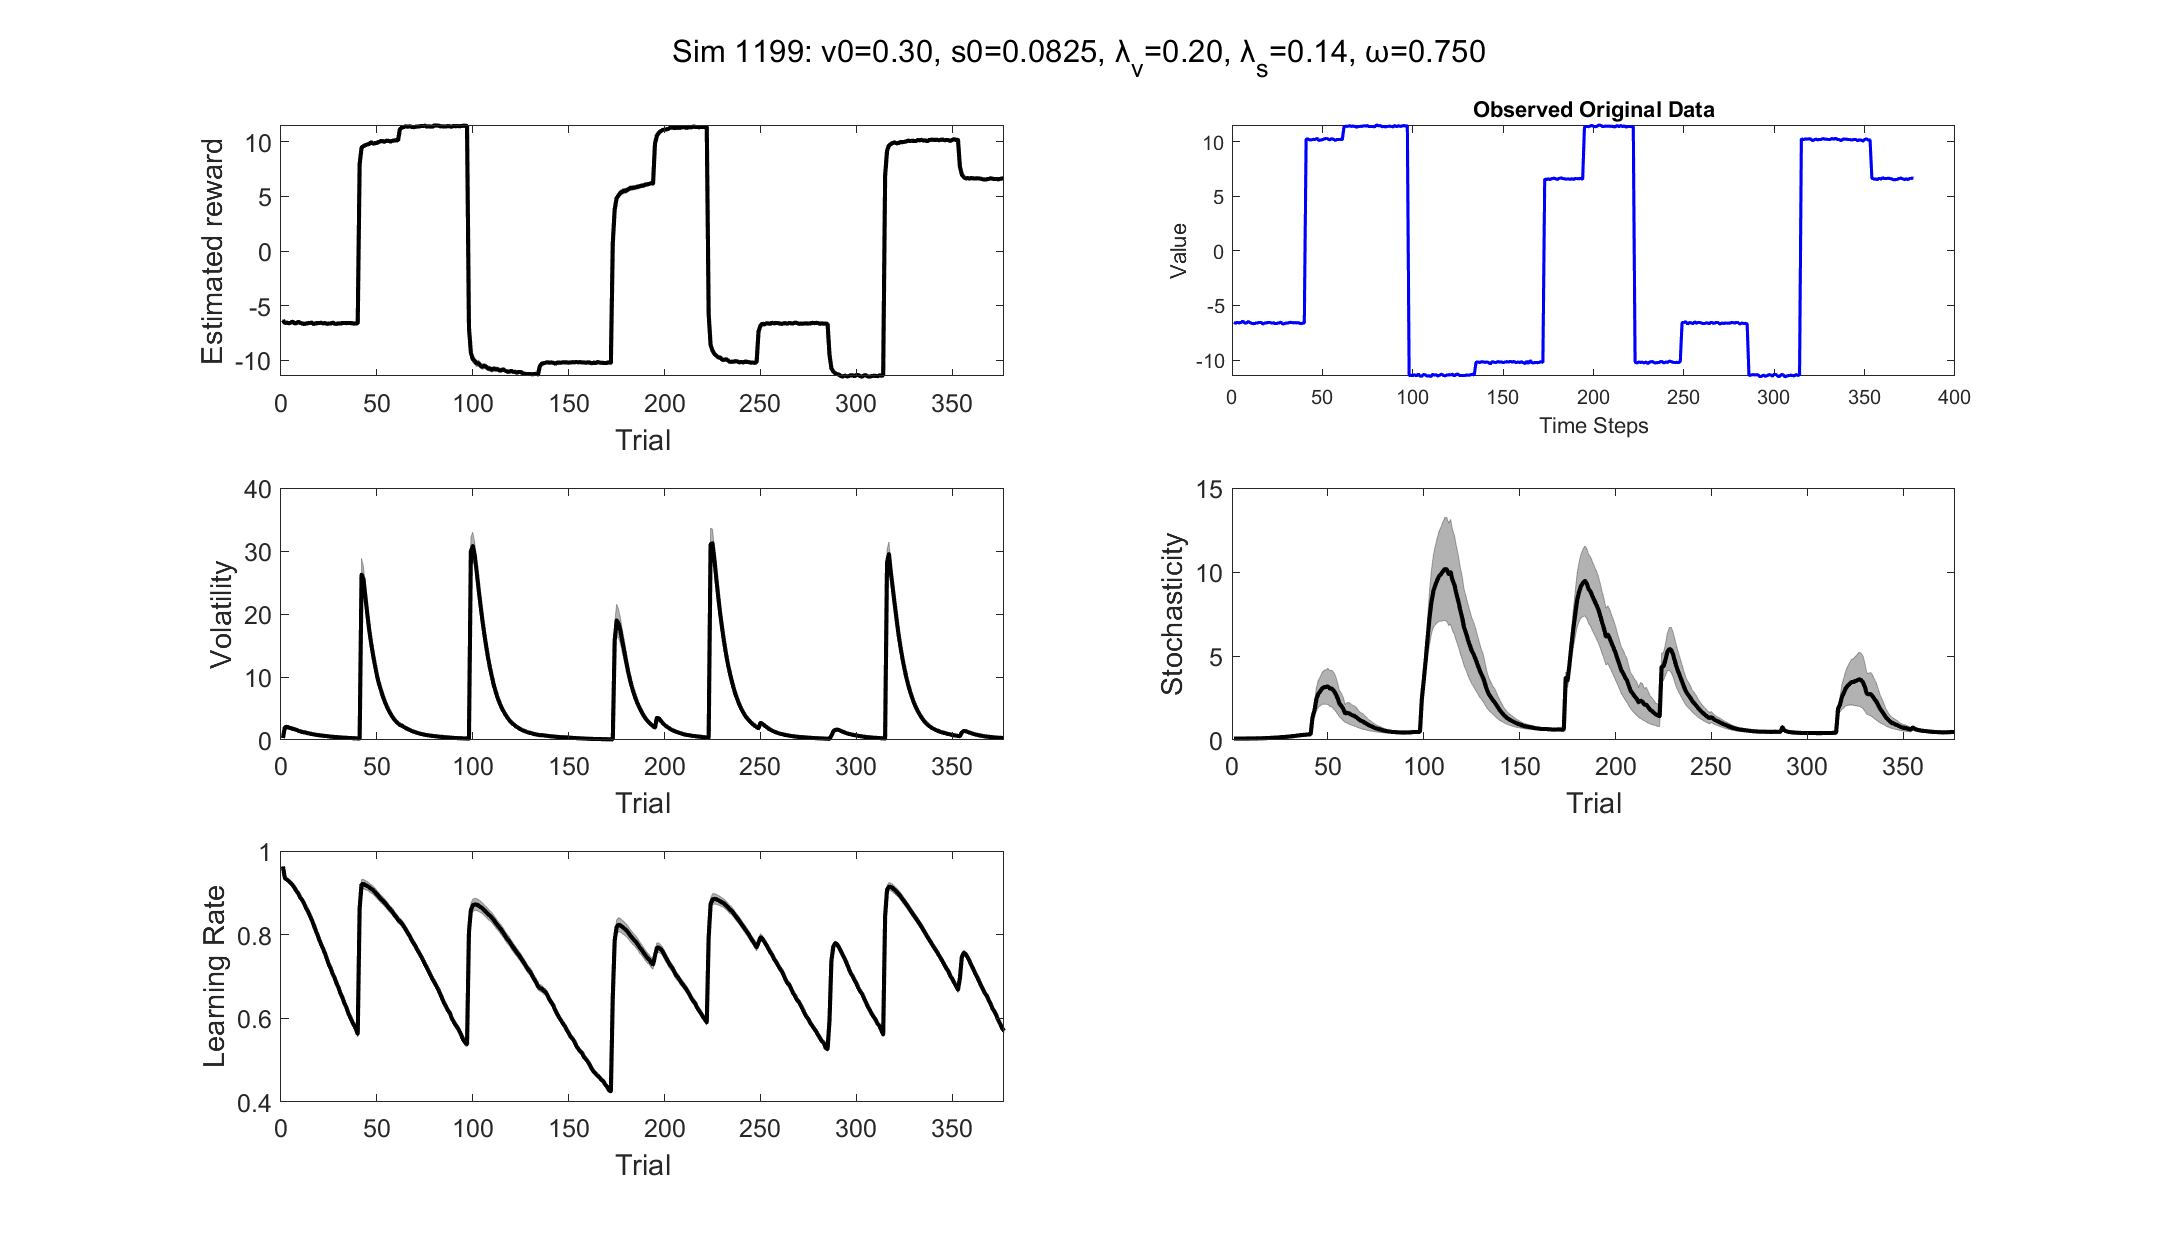 Sim 1199: v0=0.30, s0=0.0825, λ_v=0.20, λ_s=0.14, ω=0.750
Estimated reward
10
5
0
-5
-10
0 50 100 150 200 250 300 350
Trial
Observed Original Data
Value
10
5
0
-5
-10
0 50 100 150 200 250 300 350 400
Time Steps
Volatility
40
30
20
10
0
0 50 100 150 200 250 300 350
Trial
Stochasticity
15
10
5
0
0 50 100 150 200 250 300 350
Trial
Learning Rate
1
0.8
0.6
0.4
0 50 100 150 200 250 300 350
Trial